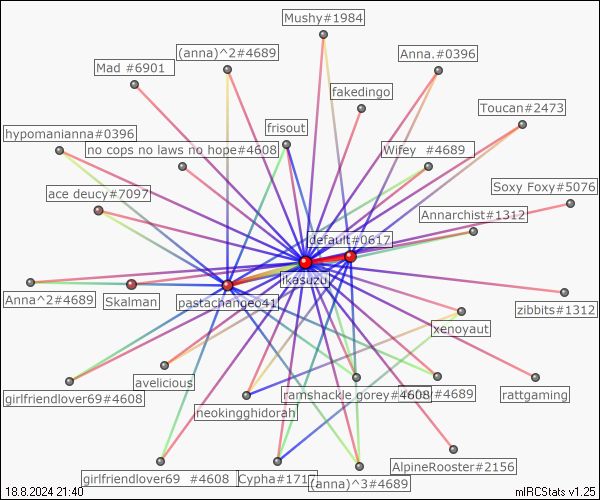 Mushy#1984
(anna)^2#4689
Anna.#0396
Mad #6901
fakedingo
Toucan#2473
frisout
hypomanianna#0396
no cops no laws no hope#4608
Wifey #4689
ace deucy#7097
Soxy Foxy#5076
Annarchist#1312
default#0617
ikasuzu
Anna^2#4689
Skalman
pastachangeo41
zibbits#1312
xenoyaut
avelicious
girlfriendlover69#4608
ramshackle gorey#4608
#4689
rattgaming
neokingghidorah
AlpineRooster#2156
girlfriendlover69 #4608
Cypha#171
(anna)^3#4689
18.8.2024 21:40
mIRCStats v1.25